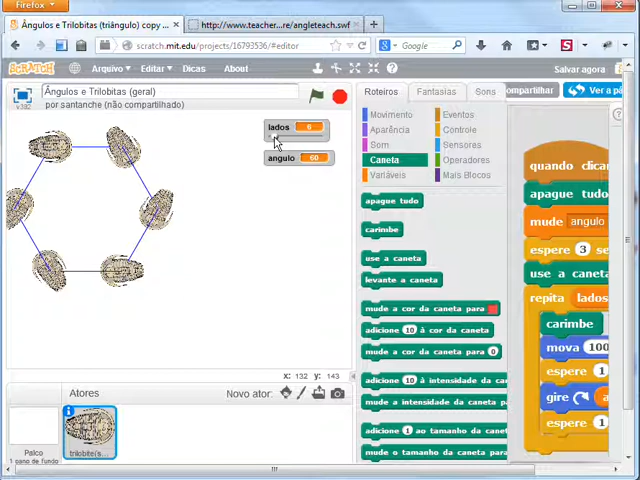 Firefox
Ângulos e Trilobitas (triângulo) copy ...
http://www.teacher...re/angleteach.swf
scratch.mit.edu/projects/16793536/#editor
Google
SCRATCH
Arquivo
Editar
Dicas
About
Salvar agora
Ângulos e Trilobitas (geral)
por santanche (não compartilhado)
v392
Roteiros
Fantasias
Sons
ompartilhar
Ver a pá
lados 6
angulo 60
Movimento
Aparência
Som
Caneta
Variáveis
Eventos
Controle
Sensores
Operadores
Mais Blocos
apague tudo
carimbe
use a caneta
levante a caneta
mude a cor da caneta para
adicione 10 à cor da caneta
mude a cor da caneta para 0
adicione 10 à intensidade da ca
mude a intensidade da caneta pa
adicione 1 ao tamanho da caneta
mude o tamanho da caneta para
quando clicar
apague tudo
mude angulo
espere 3 se
use a caneta
repita lados
carimbe
mova 100
espere 1
gire a
espere 1
x: 132 y: 143
Atores
Novo ator:
Palco
1 pano de fundo
trilobite(s...